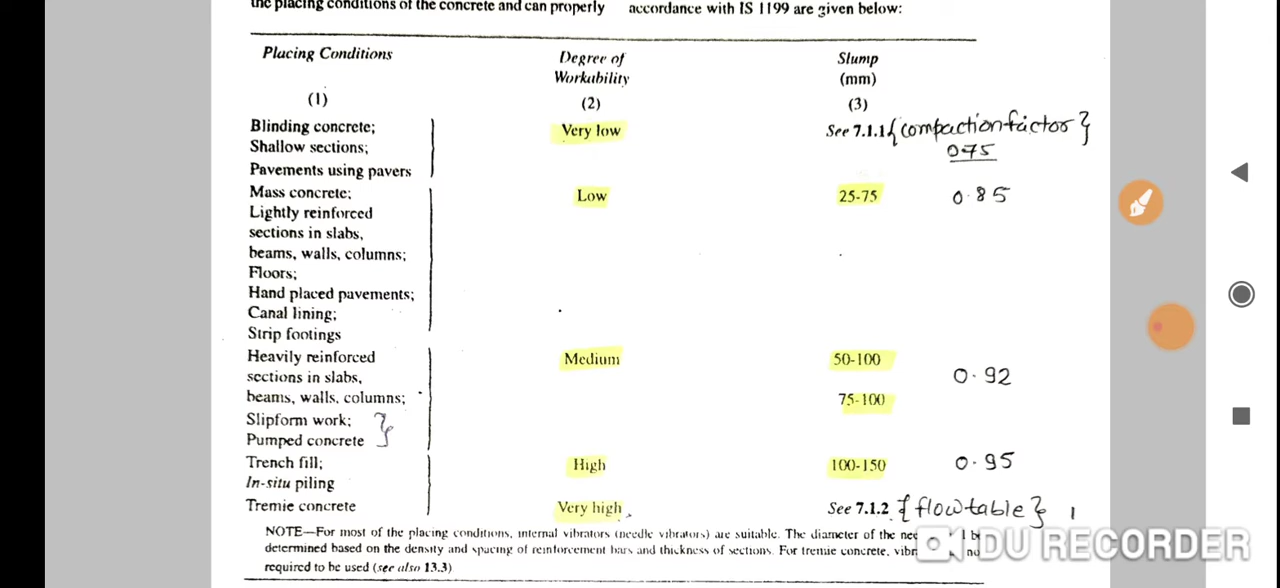 the placing conditions of the concrete and can properly accordance with IS 1199 are given below:
Placing Conditions Degree of Workability Slump (mm)
(1) (2) (3)
Blinding concrete; Very low See 7.1.1 {compaction factor}
Shallow sections; 0.75
Pavements using pavers
Mass concrete; Low 25-75 0.85
Lightly reinforced
sections in slabs,
beams, walls, columns;
Floors;
Hand placed pavements;
Canal lining;
Strip footings
Heavily reinforced Medium 50-100
sections in slabs, 0.92
beams, walls, columns; 75-100
Slipform work;
Pumped concrete
Trench fill; High 100-150 0.95
In-situ piling
Tremie concrete Very high See 7.1.2 {flow table} 1
NOTE—For most of the placing conditions, internal vibrators (needle vibrators) are suitable. The diameter of the
determined based on the density and spacing of reinforcement bars and thickness of sections. For tremie concrete,
required to be used (see also 13.3)
DU RECORDER